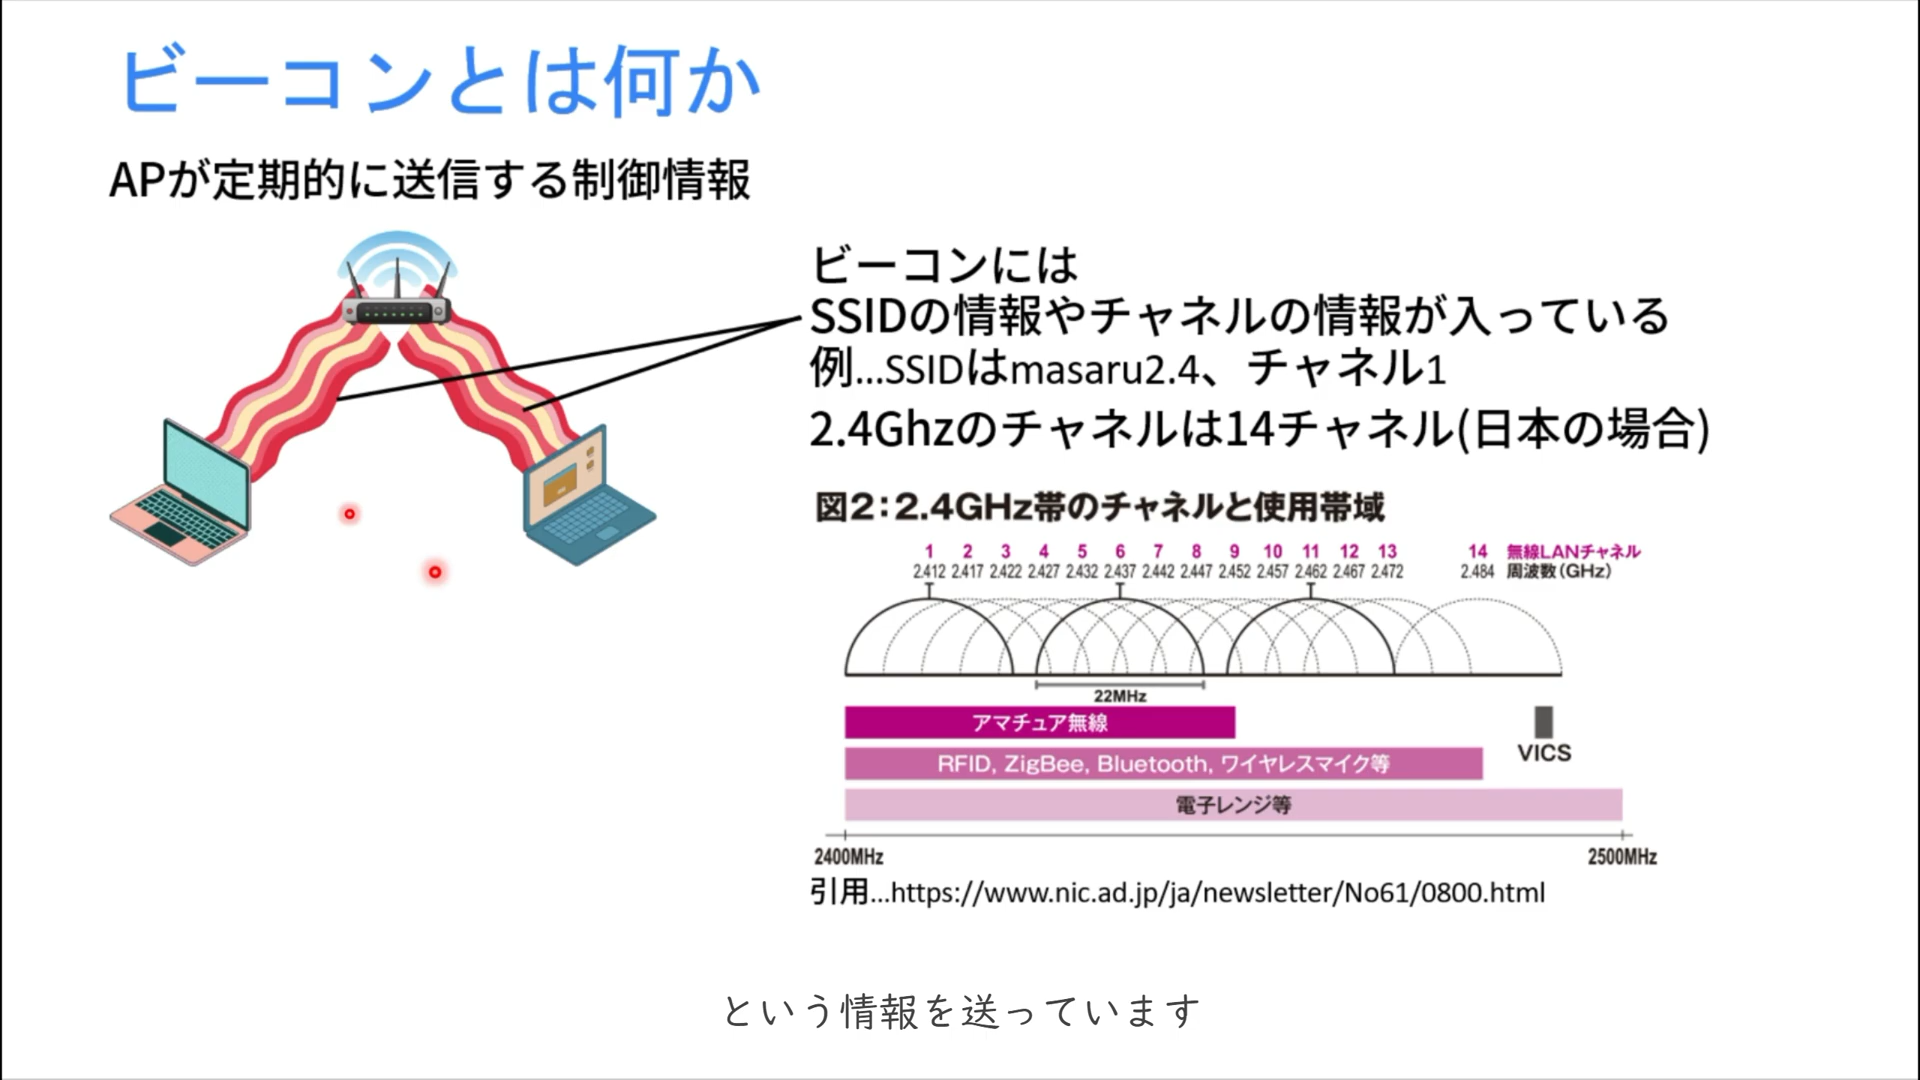 ビーコンとは何か
APが定期的に送信する制御情報
ビーコンには
SSIDの情報やチャネルの情報が入っている
例...SSIDはmasaru2.4、チャネル1
2.4Ghzのチャネルは14チャネル(日本の場合)
図2：2.4GHz帯のチャネルと使用帯域
1 2 3 4 5 6 7 8 9 10 11 12 13 14 無線LANチャネル
2.412 2.417 2.422 2.427 2.432 2.437 2.442 2.447 2.452 2.457 2.462 2.467 2.472 2.484 周波数（GHz）
22MHz
アマチュア無線
VICS
RFID, ZigBee, Bluetooth, ワイヤレスマイク等
電子レンジ等
2400MHz 2500MHz
引用...https://www.nic.ad.jp/ja/newsletter/No61/0800.html
という情報を送っています